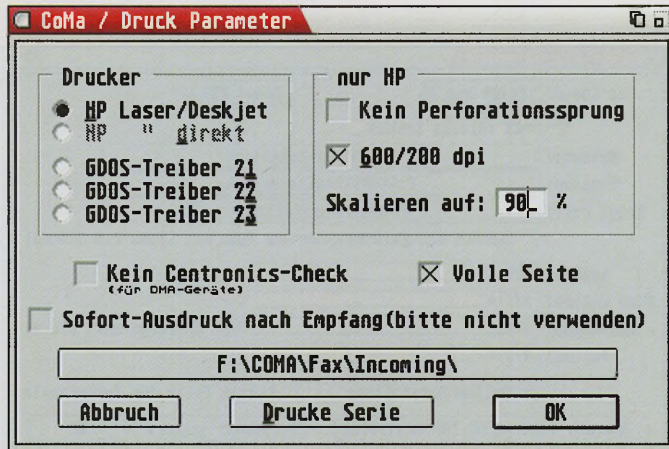 CoMa / Druck Parameter
Drucker
HP Laser/Deskjet
HP " direkt
GDOS-Treiber 21
GDOS-Treiber 22
GDOS-Treiber 23
nur HP
Kein Perforationssprung
600/200 dpi
Skalieren auf: 90 %
Kein Centronics-Check
(für DMA-Geräte)
Volle Seite
Sofort-Ausdruck nach Empfang(bitte nicht verwenden)
F:\COMA\Fax\Incoming\
Abbruch
Drucke Serie
OK